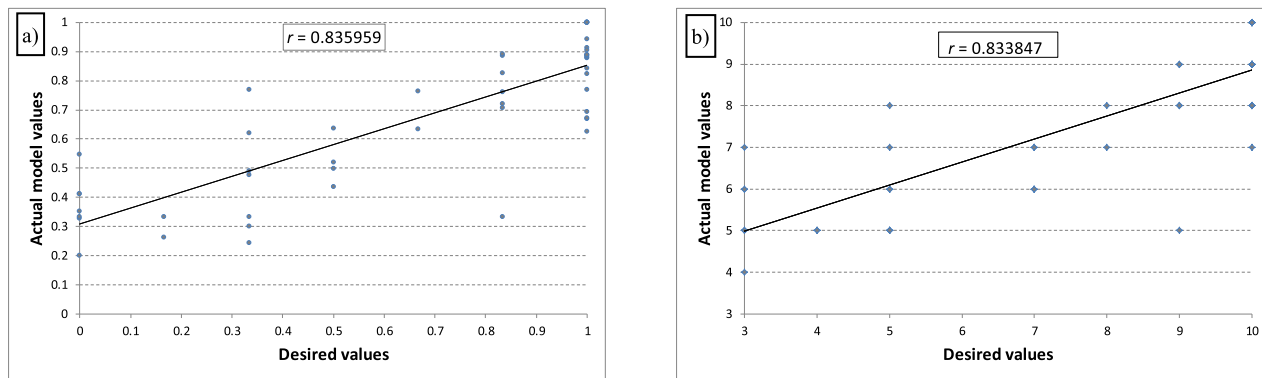 a)
r = 0.835959
Actual model values
1
0.9
0.8
0.7
0.6
0.5
0.4
0.3
0.2
0.1
0
0 0.1 0.2 0.3 0.4 0.5 0.6 0.7 0.8 0.9 1
Desired values
b)
r = 0.833847
Actual model values
10
9
8
7
6
5
4
3
3 4 5 6 7 8 9 10
Desired values